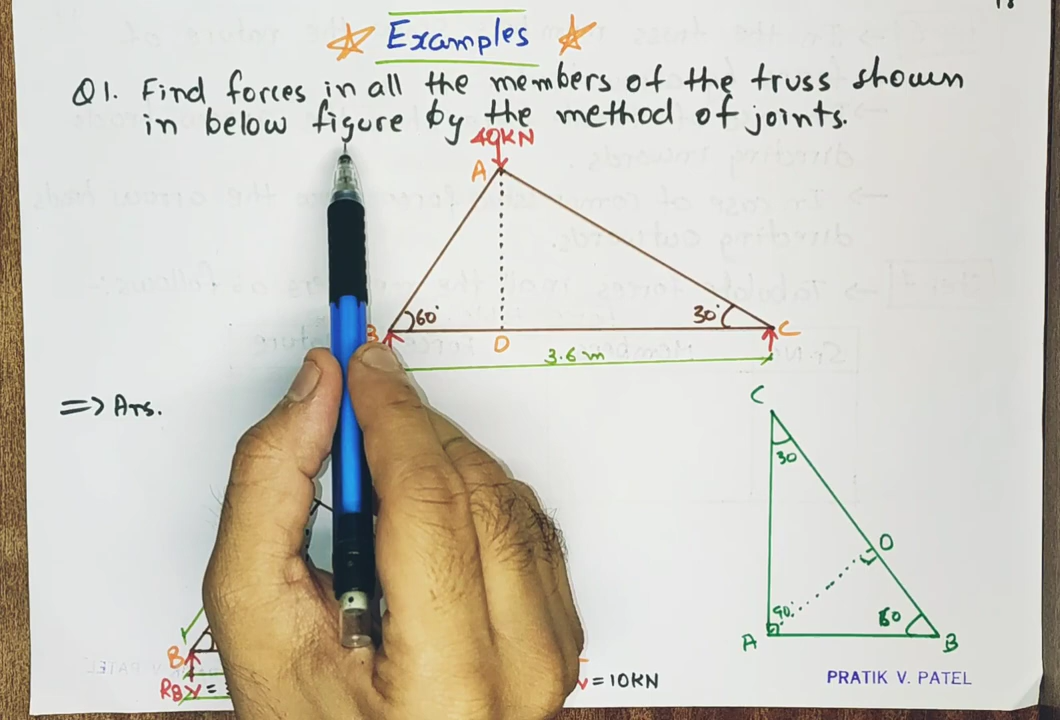 Examples
Q1. Find forces in all the members of the truss shown
in below figure by the method of joints.
40KN
A
60°
30°
C
B
D
3.6 m
=> Ans.
C
30
D
90°
60
A
B
B
RBV =
V = 10KN
PRATIK V. PATEL